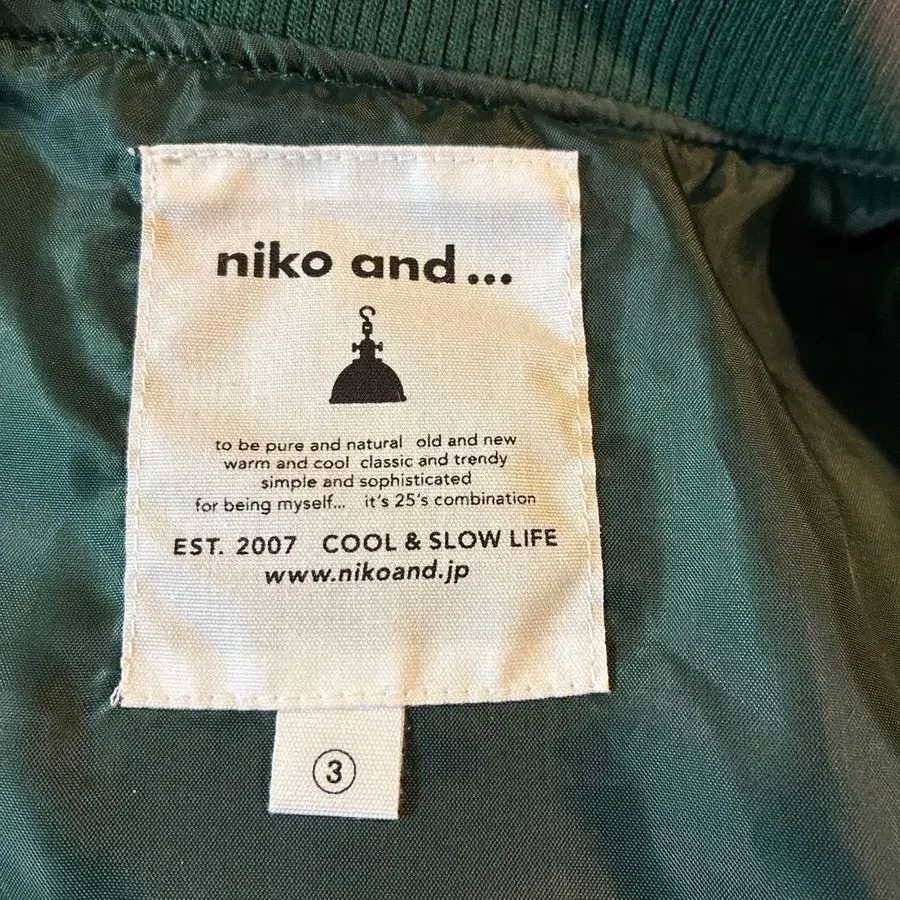 niko and...
to be pure and natural old and new
warm and cool classic and trendy
simple and sophisticated
for being myself... it's 25's combination
EST. 2007 COOL & SLOW LIFE
www.nikoand.jp
3